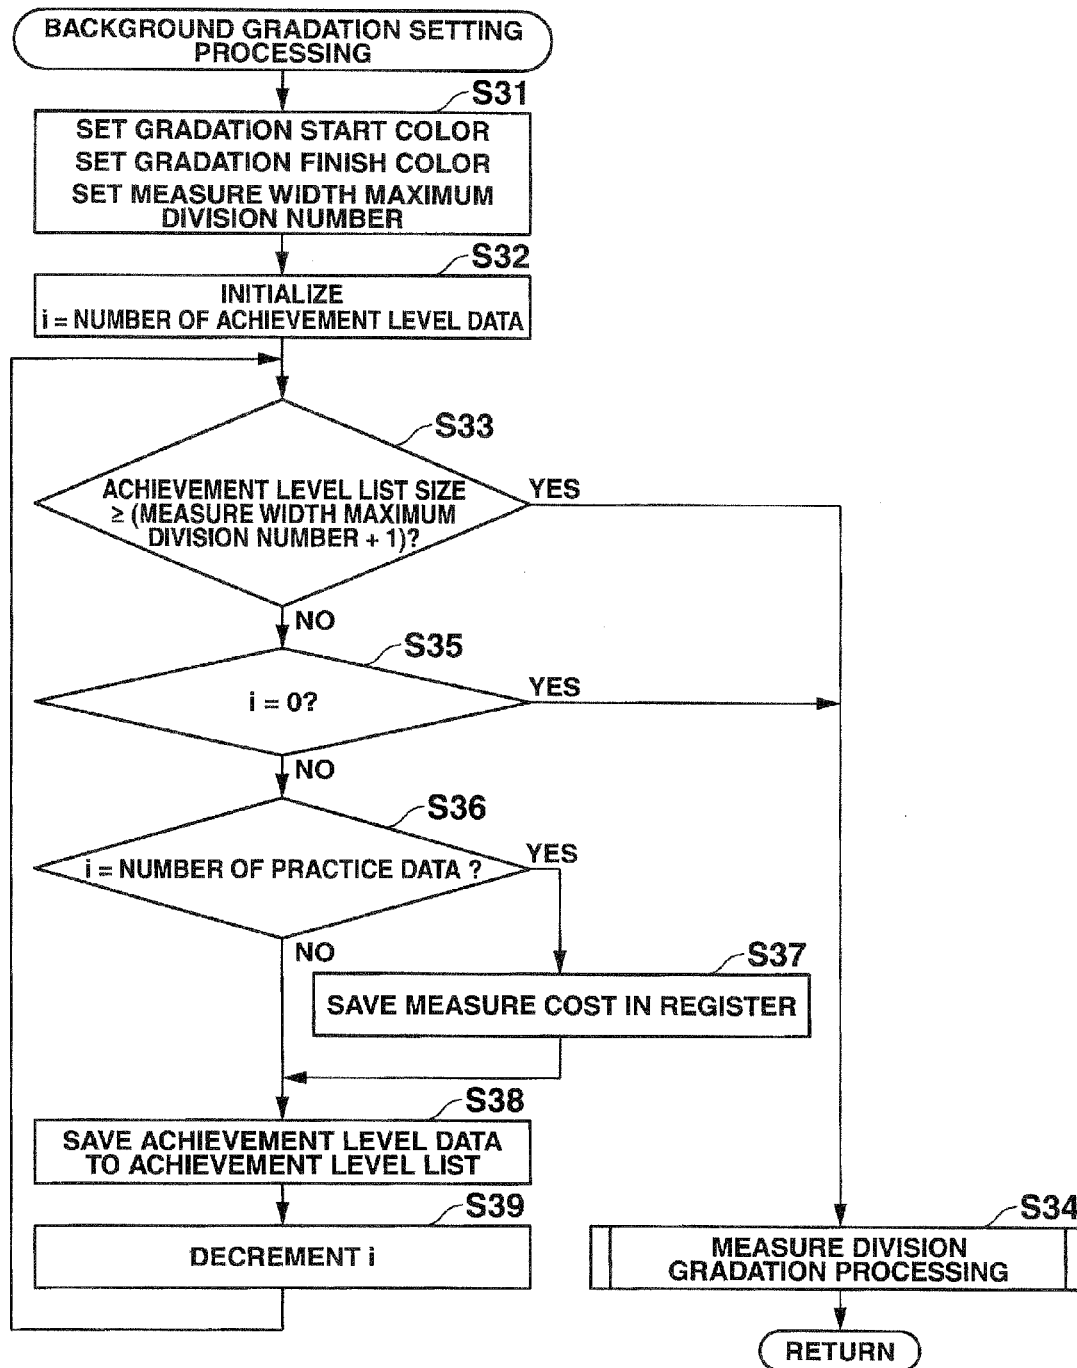 BACKGROUND GRADATION SETTING
PROCESSING
S31
SET GRADATION START COLOR
SET GRADATION FINISH COLOR
SET MEASURE WIDTH MAXIMUM
DIVISION NUMBER
S32
INITIALIZE
i = NUMBER OF ACHIEVEMENT LEVEL DATA
S33
ACHIEVEMENT LEVEL LIST SIZE
≥ (MEASURE WIDTH MAXIMUM
DIVISION NUMBER + 1)?
YES
NO
S35
i = 0?
YES
NO
S36
i = NUMBER OF PRACTICE DATA ?
YES
NO
S37
SAVE MEASURE COST IN REGISTER
S38
SAVE ACHIEVEMENT LEVEL DATA
TO ACHIEVEMENT LEVEL LIST
S39
DECREMENT i
S34
MEASURE DIVISION
GRADATION PROCESSING
RETURN